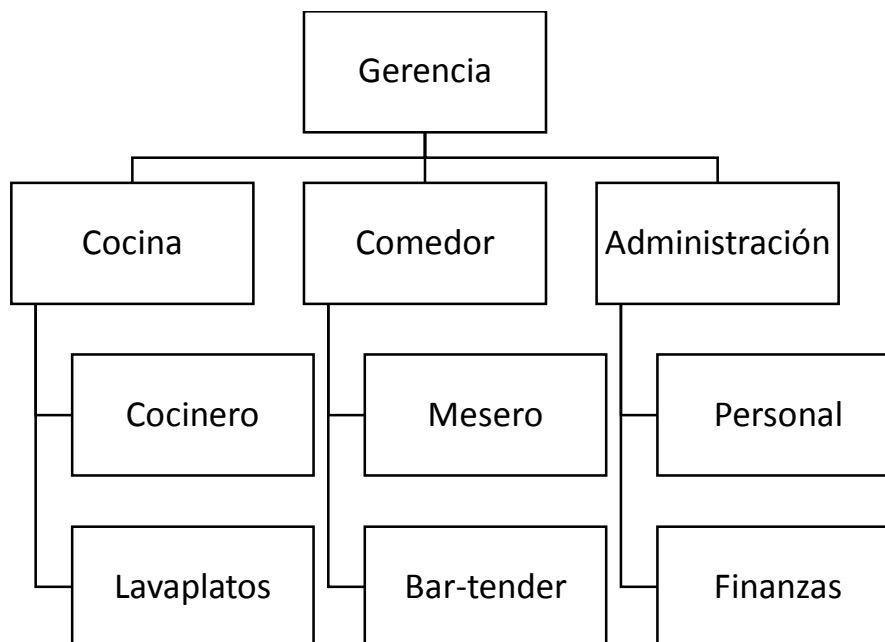 Gerencia
Cocina
Comedor
Administración
Cocinero
Mesero
Personal
Lavaplatos
Bar-tender
Finanzas